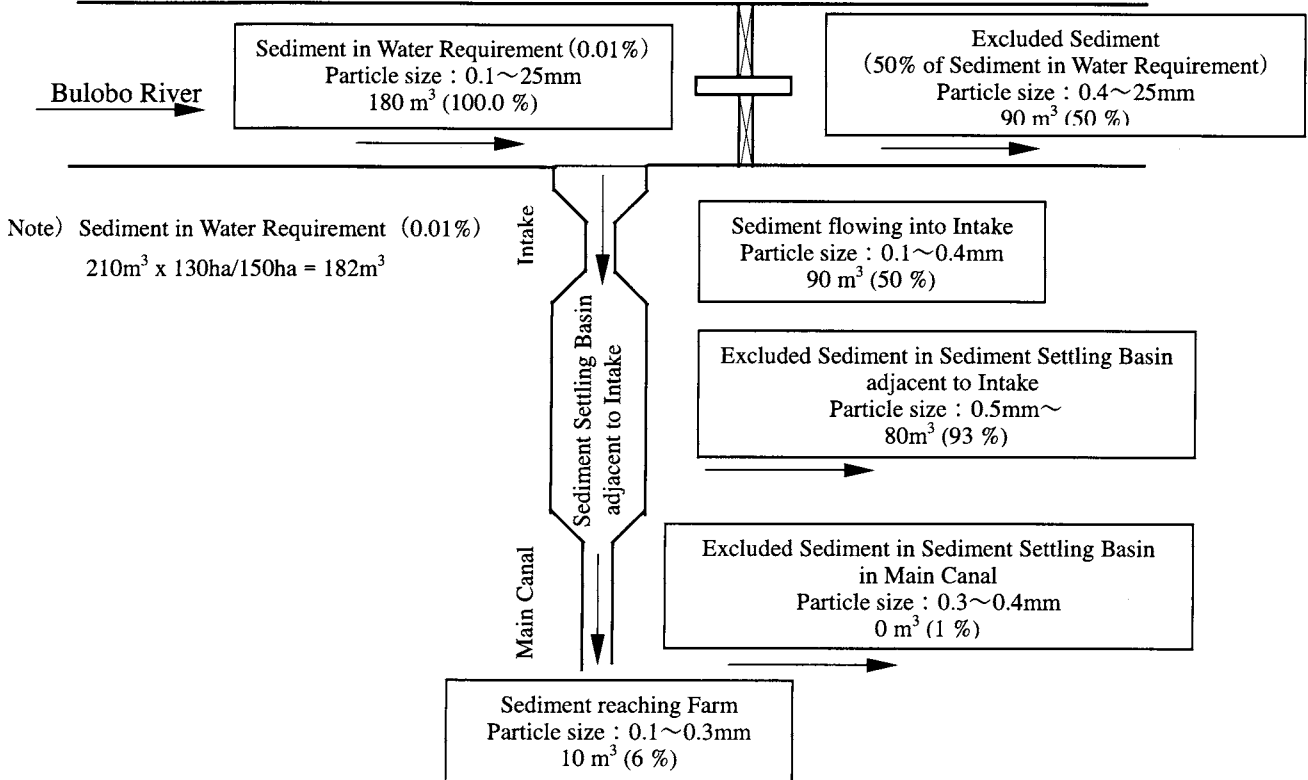 Sediment in Water Requirement (0.01%)
Particle size : 0.1~25mm
180 m³ (100.0 %)
Excluded Sediment
(50% of Sediment in Water Requirement)
Particle size : 0.4~25mm
90 m³ (50 %)
Bulobo River
Note) Sediment in Water Requirement (0.01%)
210m³ x 130ha/150ha = 182m³
Intake
Sediment flowing into Intake
Particle size : 0.1~0.4mm
90 m³ (50 %)
Sediment Settling Basin
adjacent to Intake
Excluded Sediment in Sediment Settling Basin
adjacent to Intake
Particle size : 0.5mm~
80m³ (93 %)
Main Canal
Excluded Sediment in Sediment Settling Basin
in Main Canal
Particle size : 0.3~0.4mm
0 m³ (1 %)
Sediment reaching Farm
Particle size : 0.1~0.3mm
10 m³ (6 %)